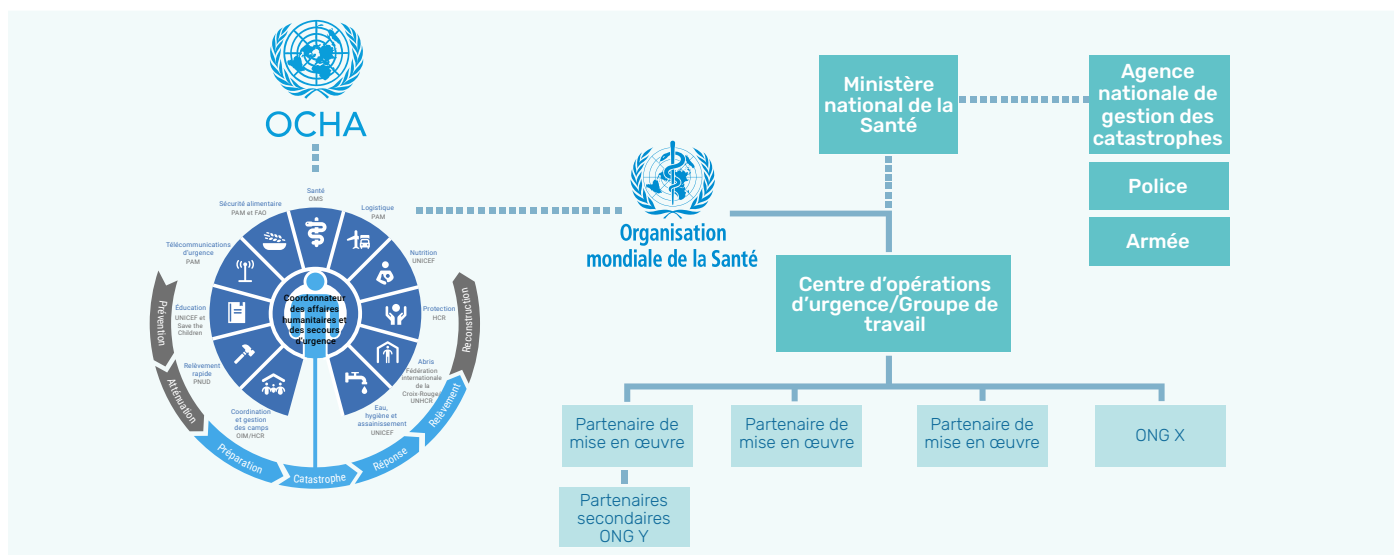 OCHA
Santé
OMS
Logistique
PAM
Nutrition
UNICEF
Protection
HCR
Abris
Fédération
internationale
de la
Croix-Rouge/
UNHCR
Eau,
hygiène et
assainissement
UNICEF
Coordination
et gestion
des camps
OIM/HCR
Relèvement
rapide
PNUD
Éducation
UNICEF et
Save the
Children
Télécommunications
d'urgence
PAM
Sécurité alimentaire
PAM et FAO
Coordonnateur
des affaires
humanitaires et
des secours
d'urgence
Prévention
Atténuation
Préparation
Catastrophe
Réponse
Relèvement
Reconstruction
Organisation
mondiale de la Santé
Ministère
national de la
Santé
Agence
nationale de
gestion des
catastrophes
Police
Armée
Centre d'opérations
d'urgence/Groupe de
travail
Partenaire de
mise en œuvre
Partenaire de
mise en œuvre
Partenaire de
mise en œuvre
ONG X
Partenaires
secondaires
ONG Y